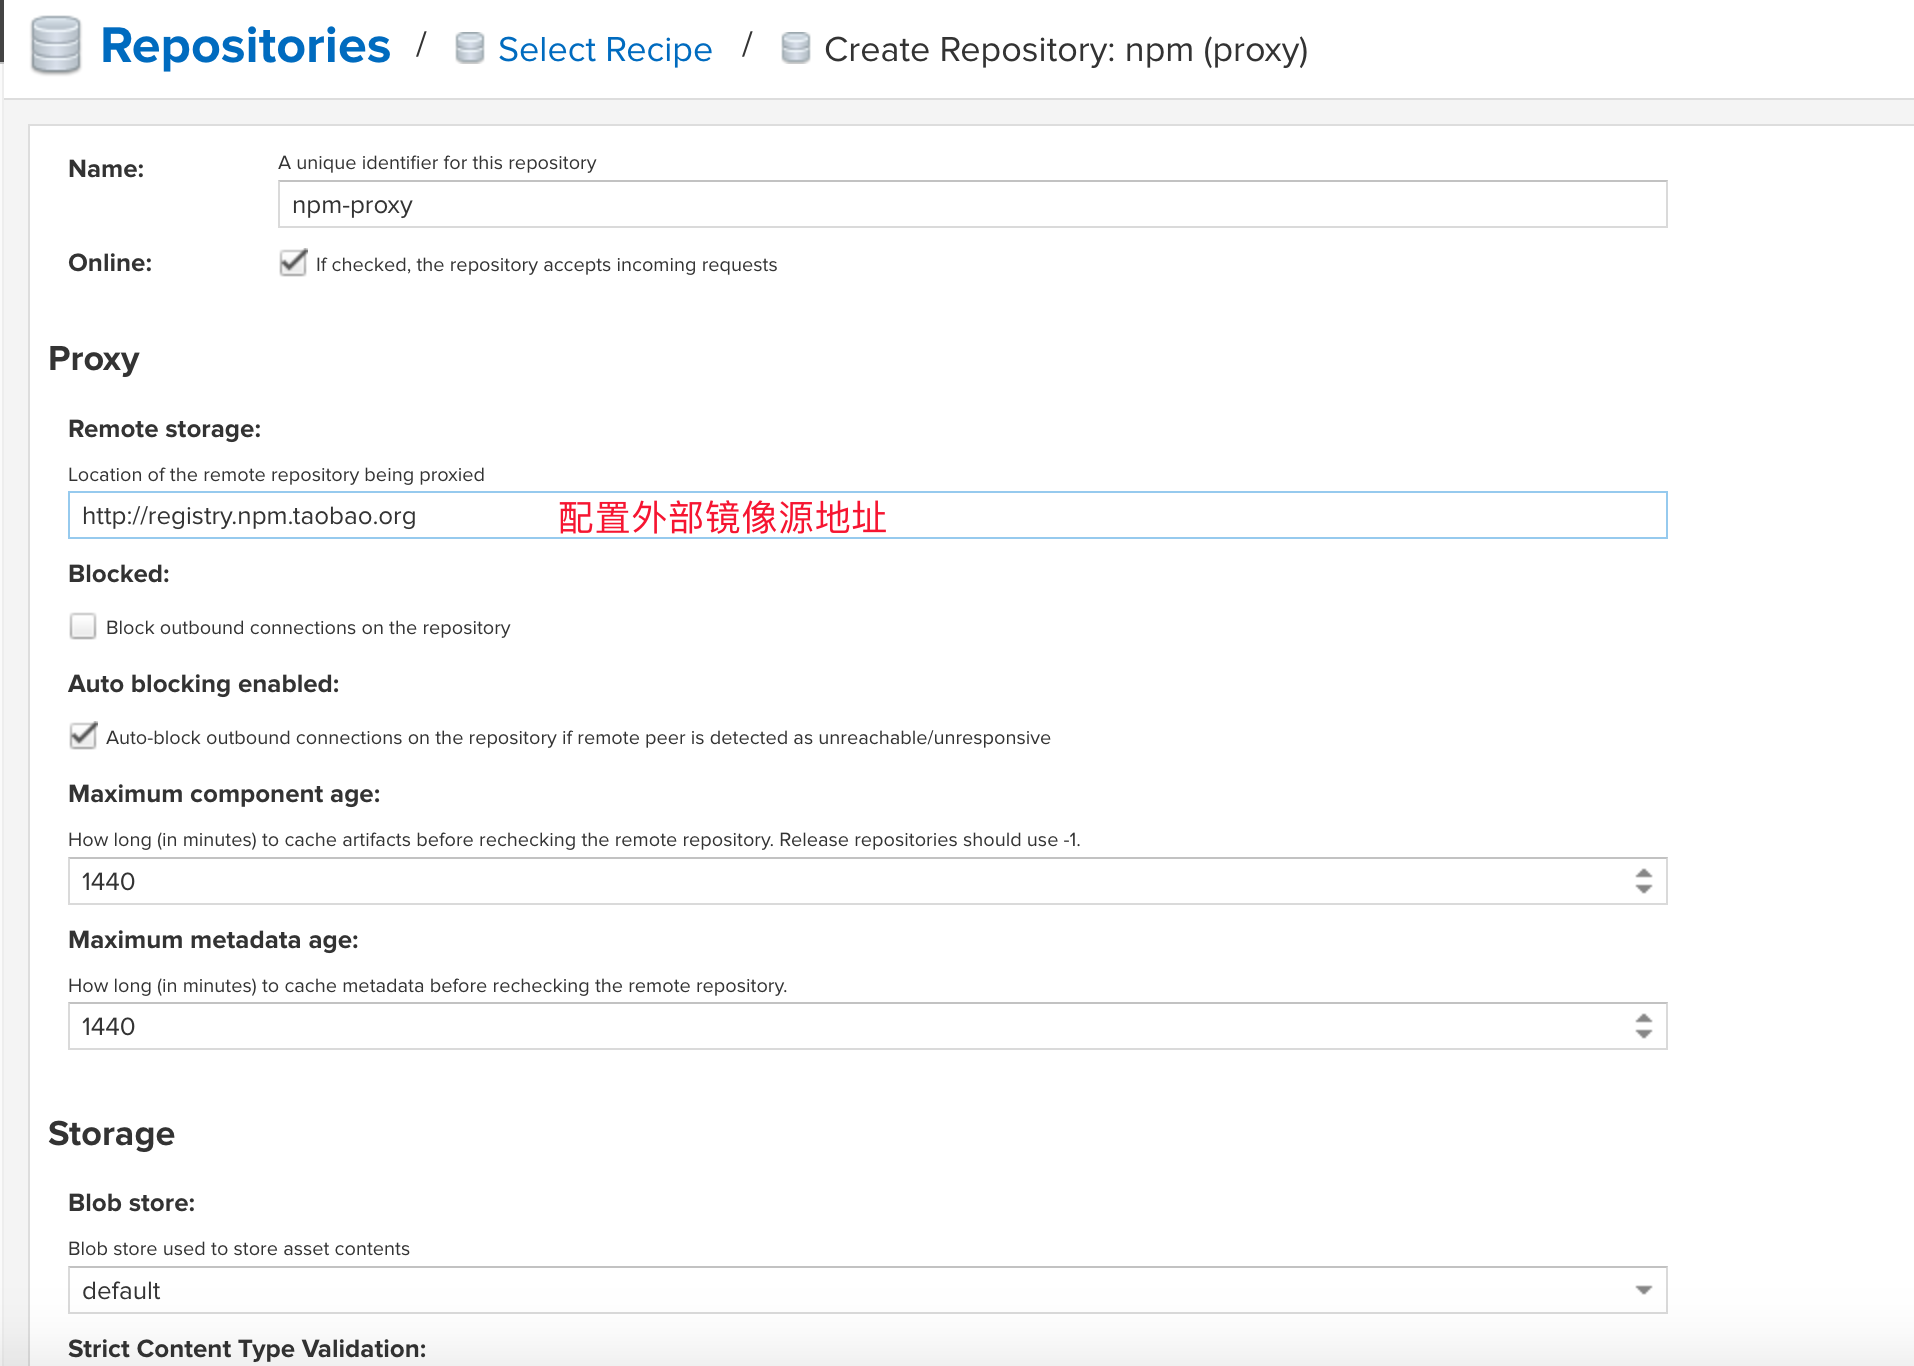 Repositories / Select Recipe / Create Repository: npm (proxy)
Name:
A unique identifier for this repository
npm-proxy
Online:
If checked, the repository accepts incoming requests
Proxy
Remote storage:
Location of the remote repository being proxied
http://registry.npm.taobao.org 配置外部镜像源地址
Blocked:
Block outbound connections on the repository
Auto blocking enabled:
Auto-block outbound connections on the repository if remote peer is detected as unreachable/unresponsive
Maximum component age:
How long (in minutes) to cache artifacts before rechecking the remote repository. Release repositories should use -1.
1440
Maximum metadata age:
How long (in minutes) to cache metadata before rechecking the remote repository.
1440
Storage
Blob store:
Blob store used to store asset contents
default
Strict Content Type Validation: